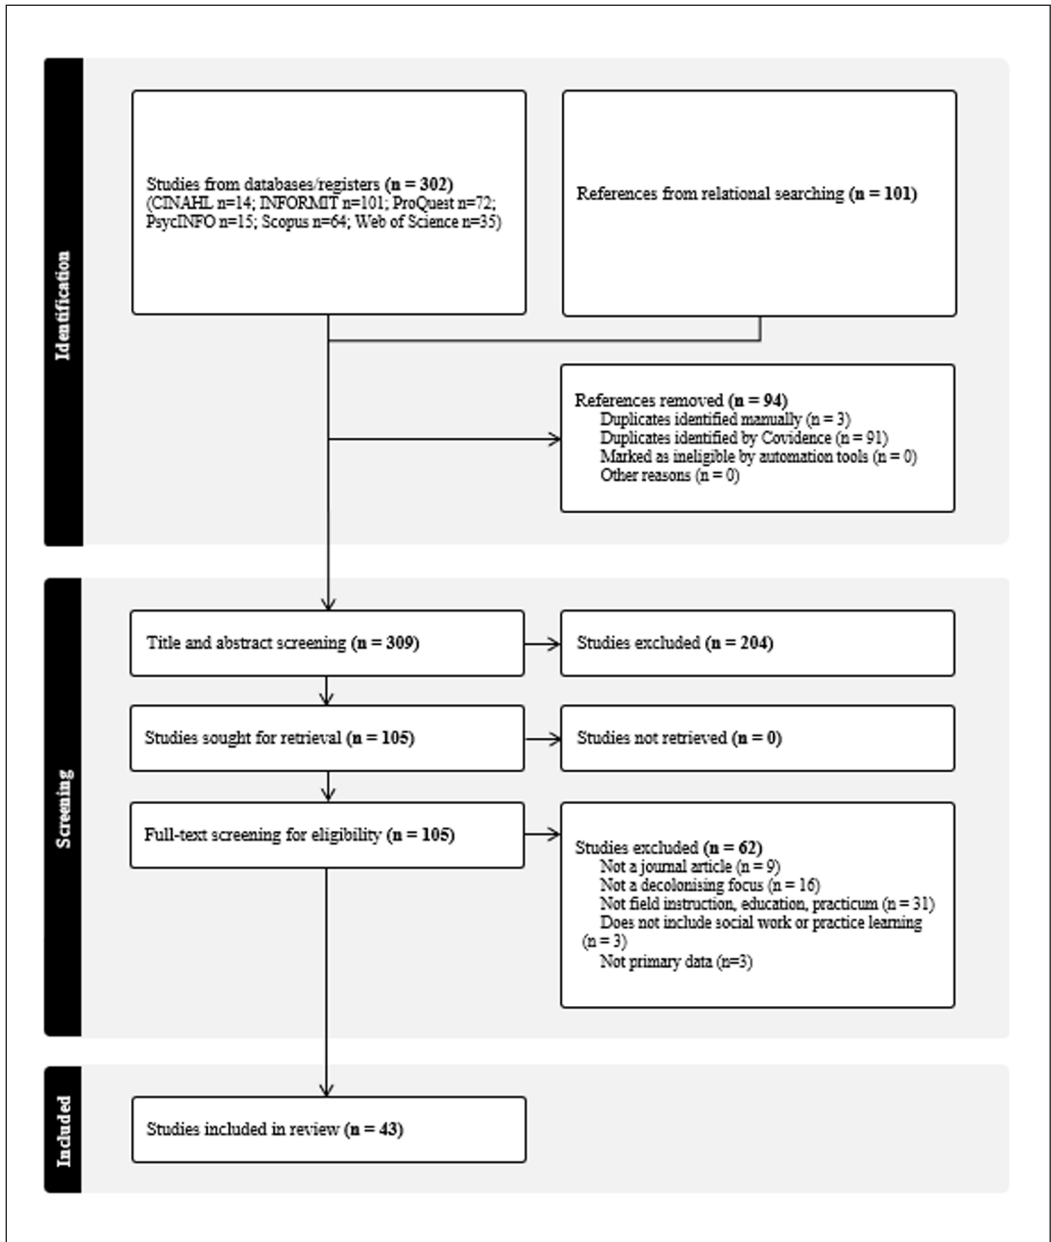 Identification
Studies from databases/registers (n = 302)
(CINAHL n=14; INFORMIT n=101; ProQuest n=72;
PsycINFO n=15; Scopus n=64; Web of Science n=35)
References from relational searching (n = 101)
References removed (n = 94)
Duplicates identified manually (n = 3)
Duplicates identified by Covidence (n = 91)
Marked as ineligible by automation tools (n = 0)
Other reasons (n = 0)
Screening
Title and abstract screening (n = 309)
Studies excluded (n = 204)
Studies sought for retrieval (n = 105)
Studies not retrieved (n = 0)
Full-text screening for eligibility (n = 105)
Studies excluded (n = 62)
Not a journal article (n = 9)
Not a decolonising focus (n = 16)
Not field instruction, education, practicum (n = 31)
Does not include social work or practice learning
(n = 3)
Not primary data (n=3)
Included
Studies included in review (n = 43)